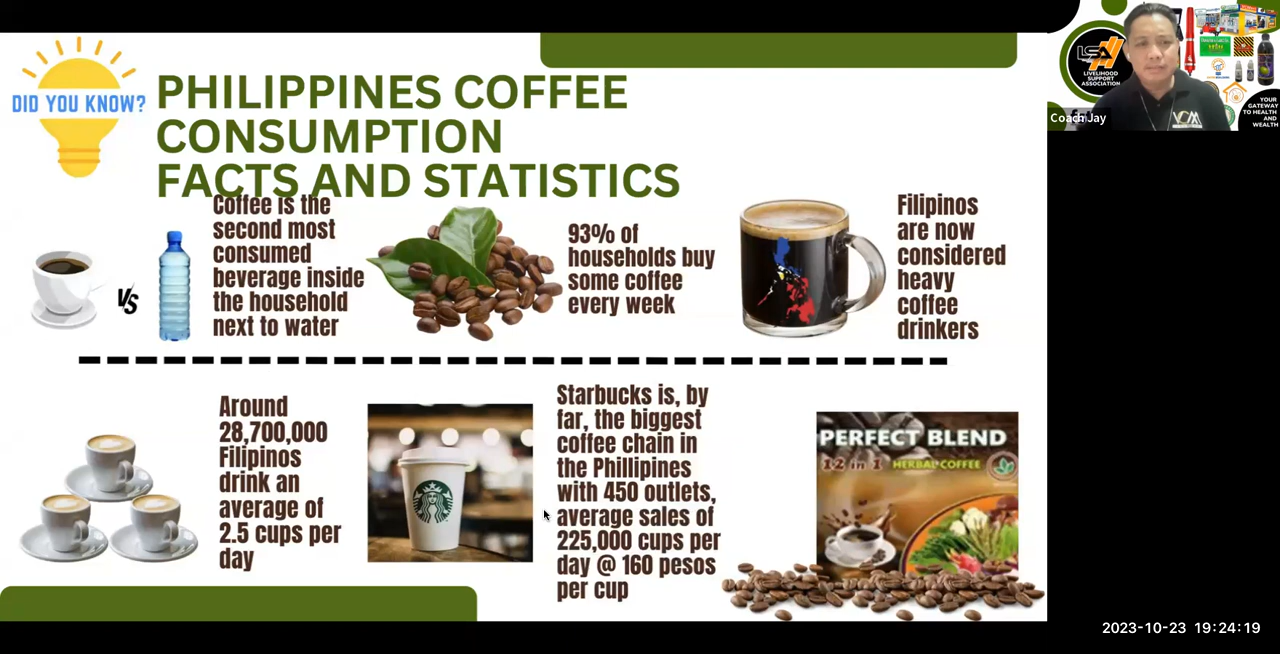 DID YOU KNOW?
PHILIPPINES COFFEE
CONSUMPTION
FACTS AND STATISTICS
VS
Coffee is the
second most
consumed
beverage inside
the household
next to water
93% of
households buy
some coffee
every week
Filipinos
are now
considered
heavy
coffee
drinkers
Around
28,700,000
Filipinos
drink an
average of
2.5 cups per
day
Starbucks is, by
far, the biggest
coffee chain in
the Phillipines
with 450 outlets,
average sales of
225,000 cups per
day @ 160 pesos
per cup
PERFECT BLEND
12 in 1 HERBAL COFFEE
LSA
LIVELIHOOD
SUPPORT
ASSOCIATION
Coach Jay
VCM
YOUR
GATEWAY
TO HEALTH
AND
WEALTH
2023-10-23 19:24:19